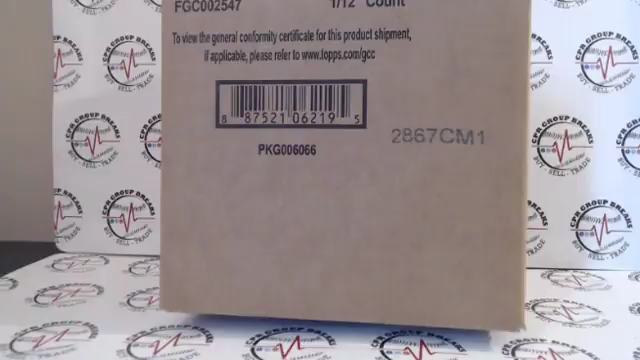 FGC002547 1/12 Count
To view the general conformity certificate for this product shipment,
if applicable, please refer to www.topps.com/gcc
8 87521 06219 5
2867CM1
PKG006066
CPR GROUP BREAKS
BUY - SELL - TRADE